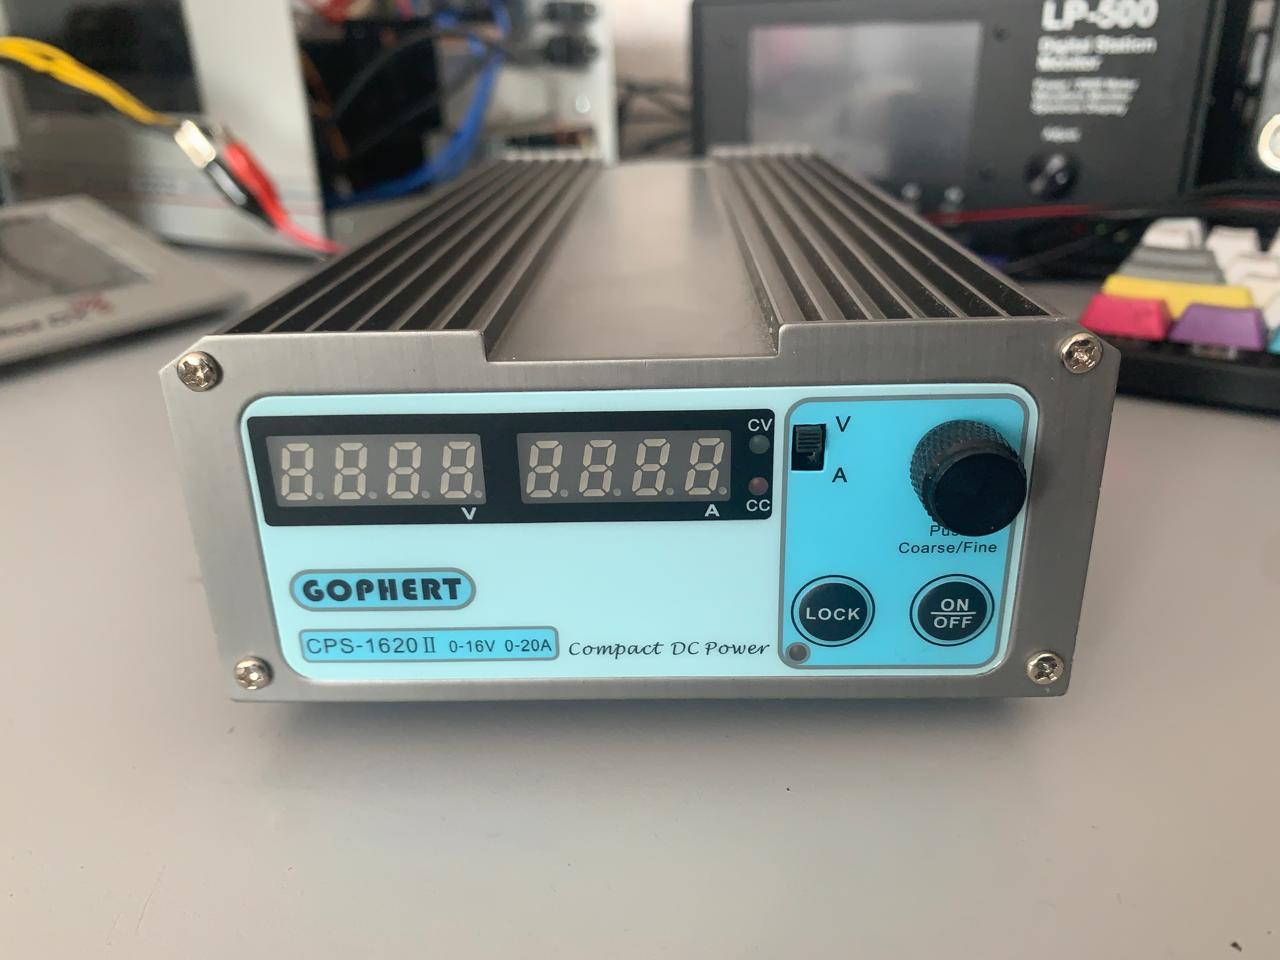 LP-500
Digital Station
Monitor
CV
V
V
A
CC
A
Coarse/Fine
GOPHERT
LOCK
ON
OFF
CPS-1620 II 0-16V 0-20A
Compact DC Power